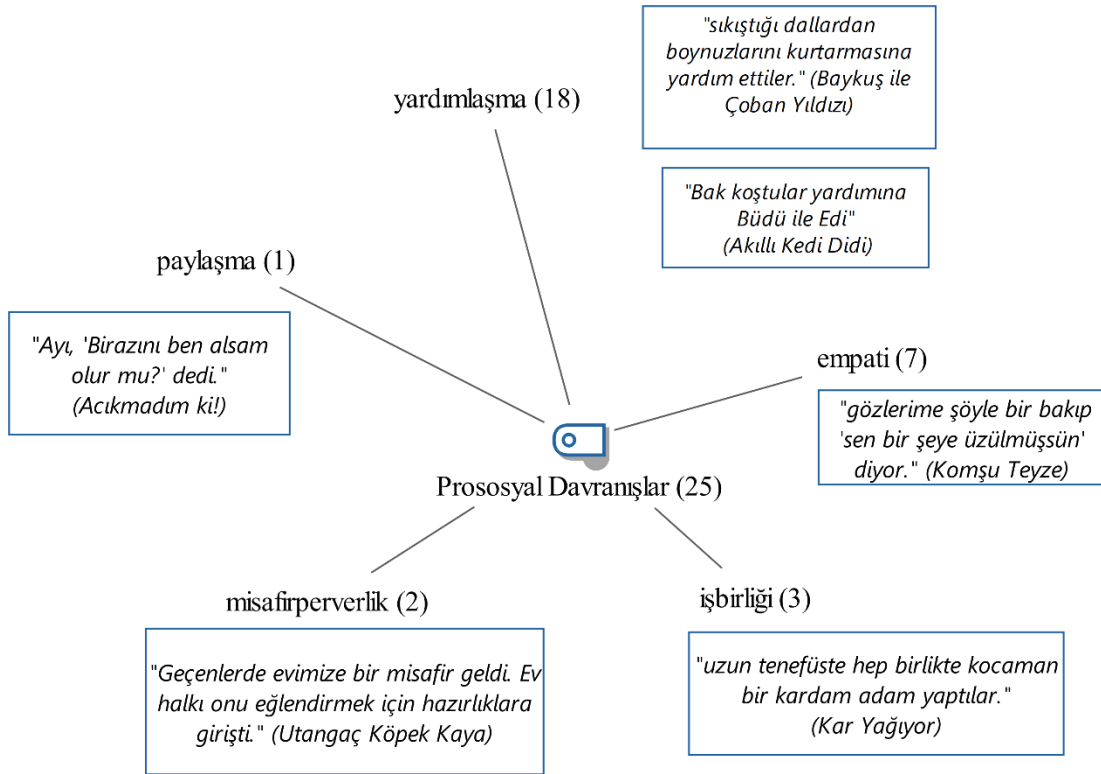 "sıkıştığı dallardan
boynuzlarını kurtarmasına
yardım ettiler." (Baykuş ile
Çoban Yıldızı)
yardımlaşma (18)
"Bak koştular yardımına
Büdü ile Edi"
(Akıllı Kedi Didi)
paylaşma (1)
"Ayı, 'Birazını ben alsam
olur mu?' dedi."
(Acıkmadım ki!)
empati (7)
"gözlerime şöyle bir bakıp
'sen bir şeye üzülmüşsün'
diyor." (Komşu Teyze)
Prososyal Davranışlar (25)
misafirperverlik (2)
"Geçenlerde evimize bir misafir geldi. Ev
halkı onu eğlendirmek için hazırlıklara
girişti." (Utangaç Köpek Kaya)
işbirliği (3)
"uzun tenefüste hep birlikte kocaman
bir kardam adam yaptılar."
(Kar Yağıyor)